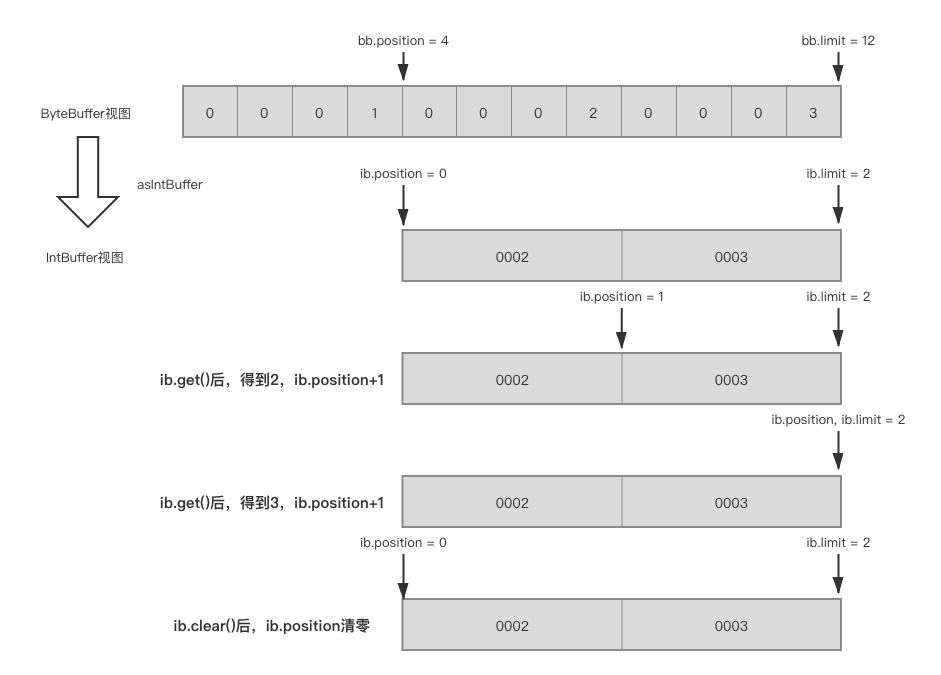 bb.position = 4
bb.limit = 12
ByteBuffer视图
0 0 0 1 0 0 0 2 0 0 0 3
ib.position = 0
ib.limit = 2
asIntBuffer
IntBuffer视图
0002 0003
ib.position = 1
ib.limit = 2
ib.get()后，得到2，ib.position+1
0002 0003
ib.position, ib.limit = 2
ib.get()后，得到3，ib.position+1
0002 0003
ib.position = 0
ib.limit = 2
ib.clear()后，ib.position清零
0002 0003